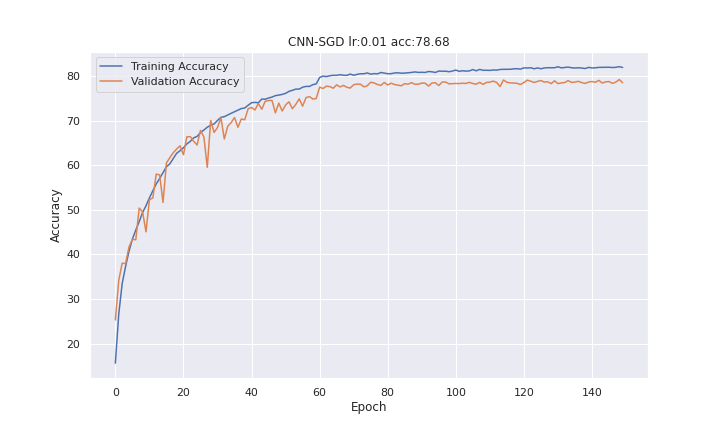 CNN-SGD lr:0.01 acc:78.68
Training Accuracy
Validation Accuracy
Accuracy
80
70
60
50
40
30
20
0 20 40 60 80 100 120 140
Epoch